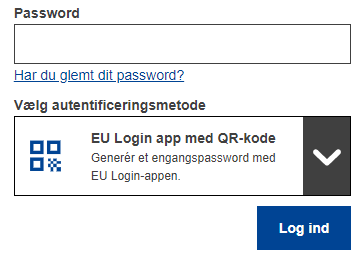 Password
Har du glemt dit password?
Vælg autentificeringsmetode
EU Login app med QR-kode
Generér et engangspassword med
EU Login-appen.
Log ind